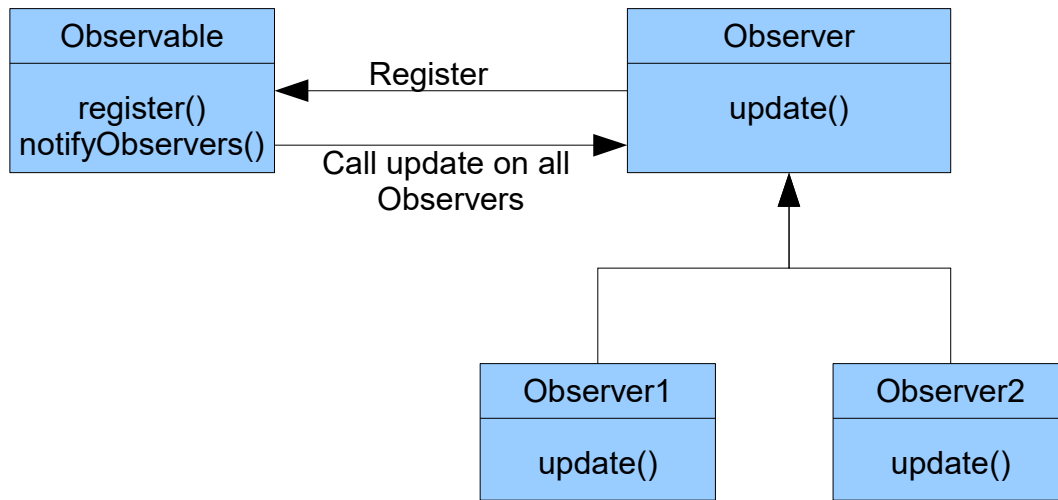 Observable
register()
notifyObservers()
Register
Call update on all
Observers
Observer
update()
Observer1
update()
Observer2
update()